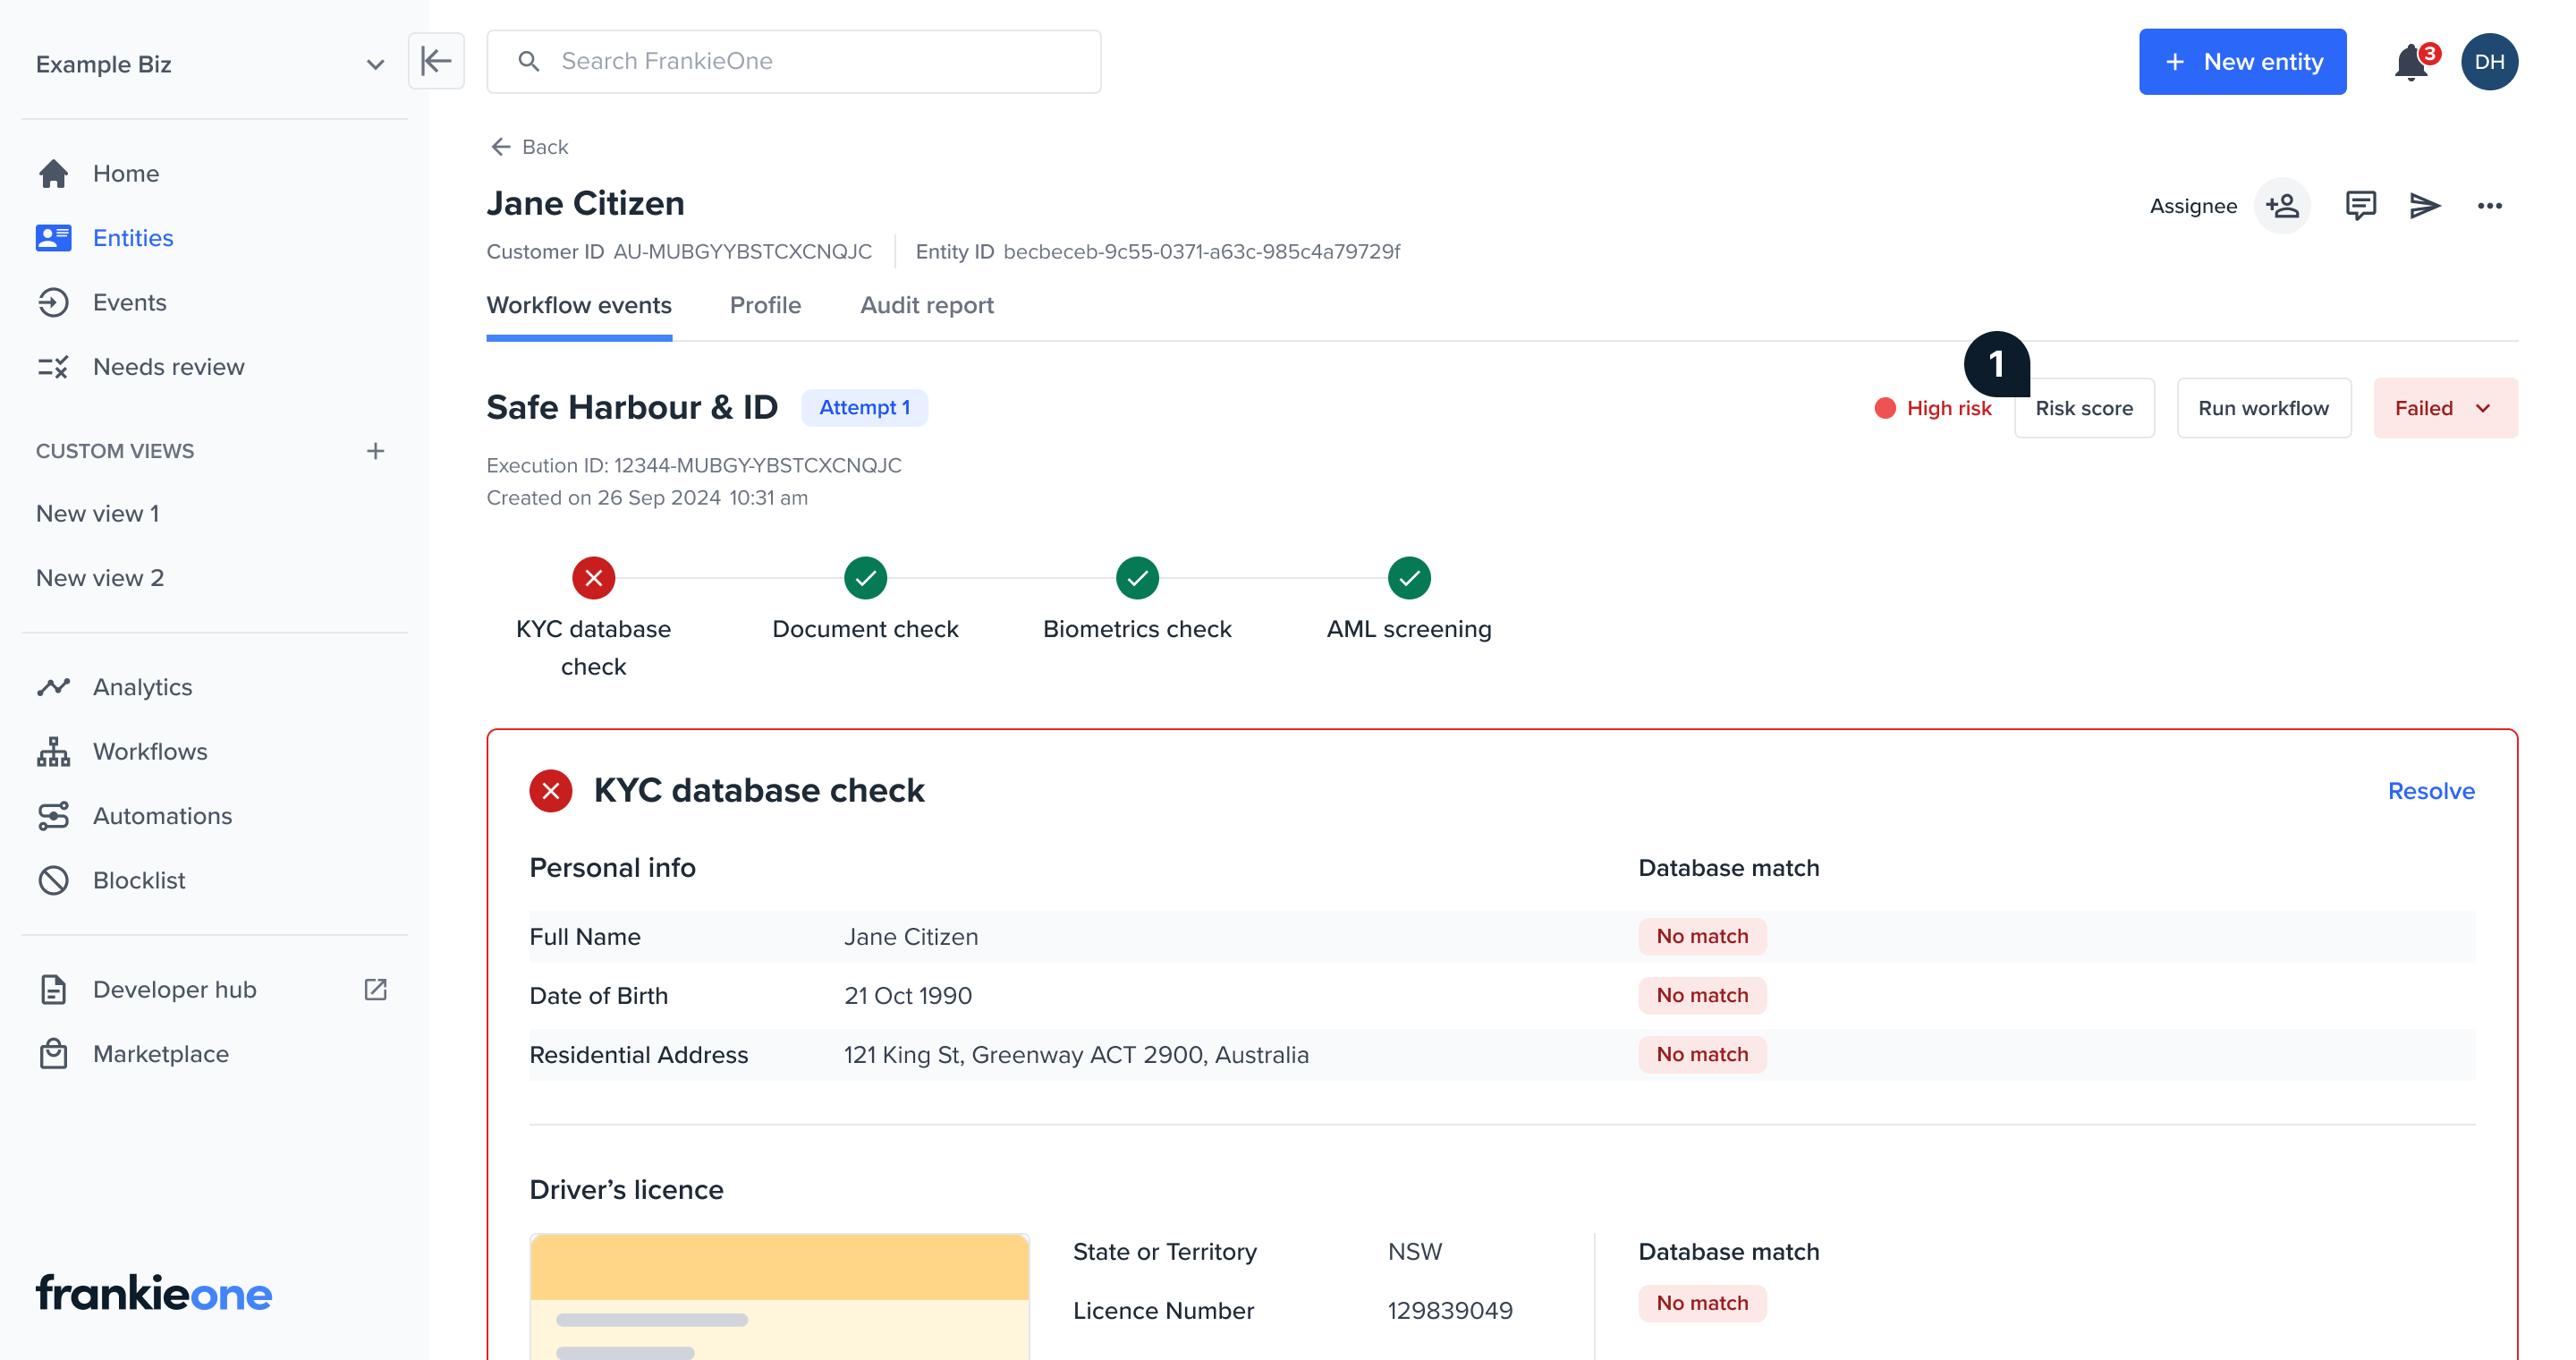 Example Biz
Search FrankieOne
New entity
3
DH
Home
Entities
Events
Needs review
CUSTOM VIEWS
New view 1
New view 2
Analytics
Workflows
Automations
Blocklist
Developer hub
Marketplace
frankieone
Back
Jane Citizen
Assignee
Customer ID AU-MUBGYYBSTCXCNQJC
Entity ID becbeceb-9c55-0371-a63c-985c4a79729f
Workflow events
Profile
Audit report
1
Safe Harbour & ID
Attempt 1
High risk
Risk score
Run workflow
Failed
Execution ID: 12344-MUBGY-YBSTCXCNQJC
Created on 26 Sep 2024 10:31 am
KYC database
check
Document check
Biometrics check
AML screening
KYC database check
Resolve
Personal info
Database match
Full Name
Jane Citizen
No match
Date of Birth
21 Oct 1990
No match
Residential Address
121 King St, Greenway ACT 2900, Australia
No match
Driver’s licence
State or Territory
NSW
Database match
Licence Number
129839049
No match